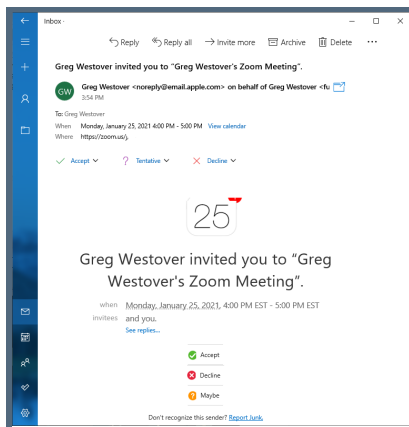 Inbox -
Reply Reply all Invite more Archive Delete ...
Greg Westover invited you to “Greg Westover's Zoom Meeting”.
GW
Greg Westover <noreply@email.apple.com> on behalf of Greg Westover <fu
3:54 PM
To: Greg Westover
When Monday, January 25, 2021 4:00 PM - 5:00 PM View calendar
Where https://zoom.us/j,
Accept ? Tentative Decline
25
Greg Westover invited you to “Greg
Westover's Zoom Meeting”.
when Monday, January 25, 2021, 4:00 PM EST - 5:00 PM EST
invitees and you.
See replies...
Accept
Decline
? Maybe
Don't recognize this sender? Report Junk.